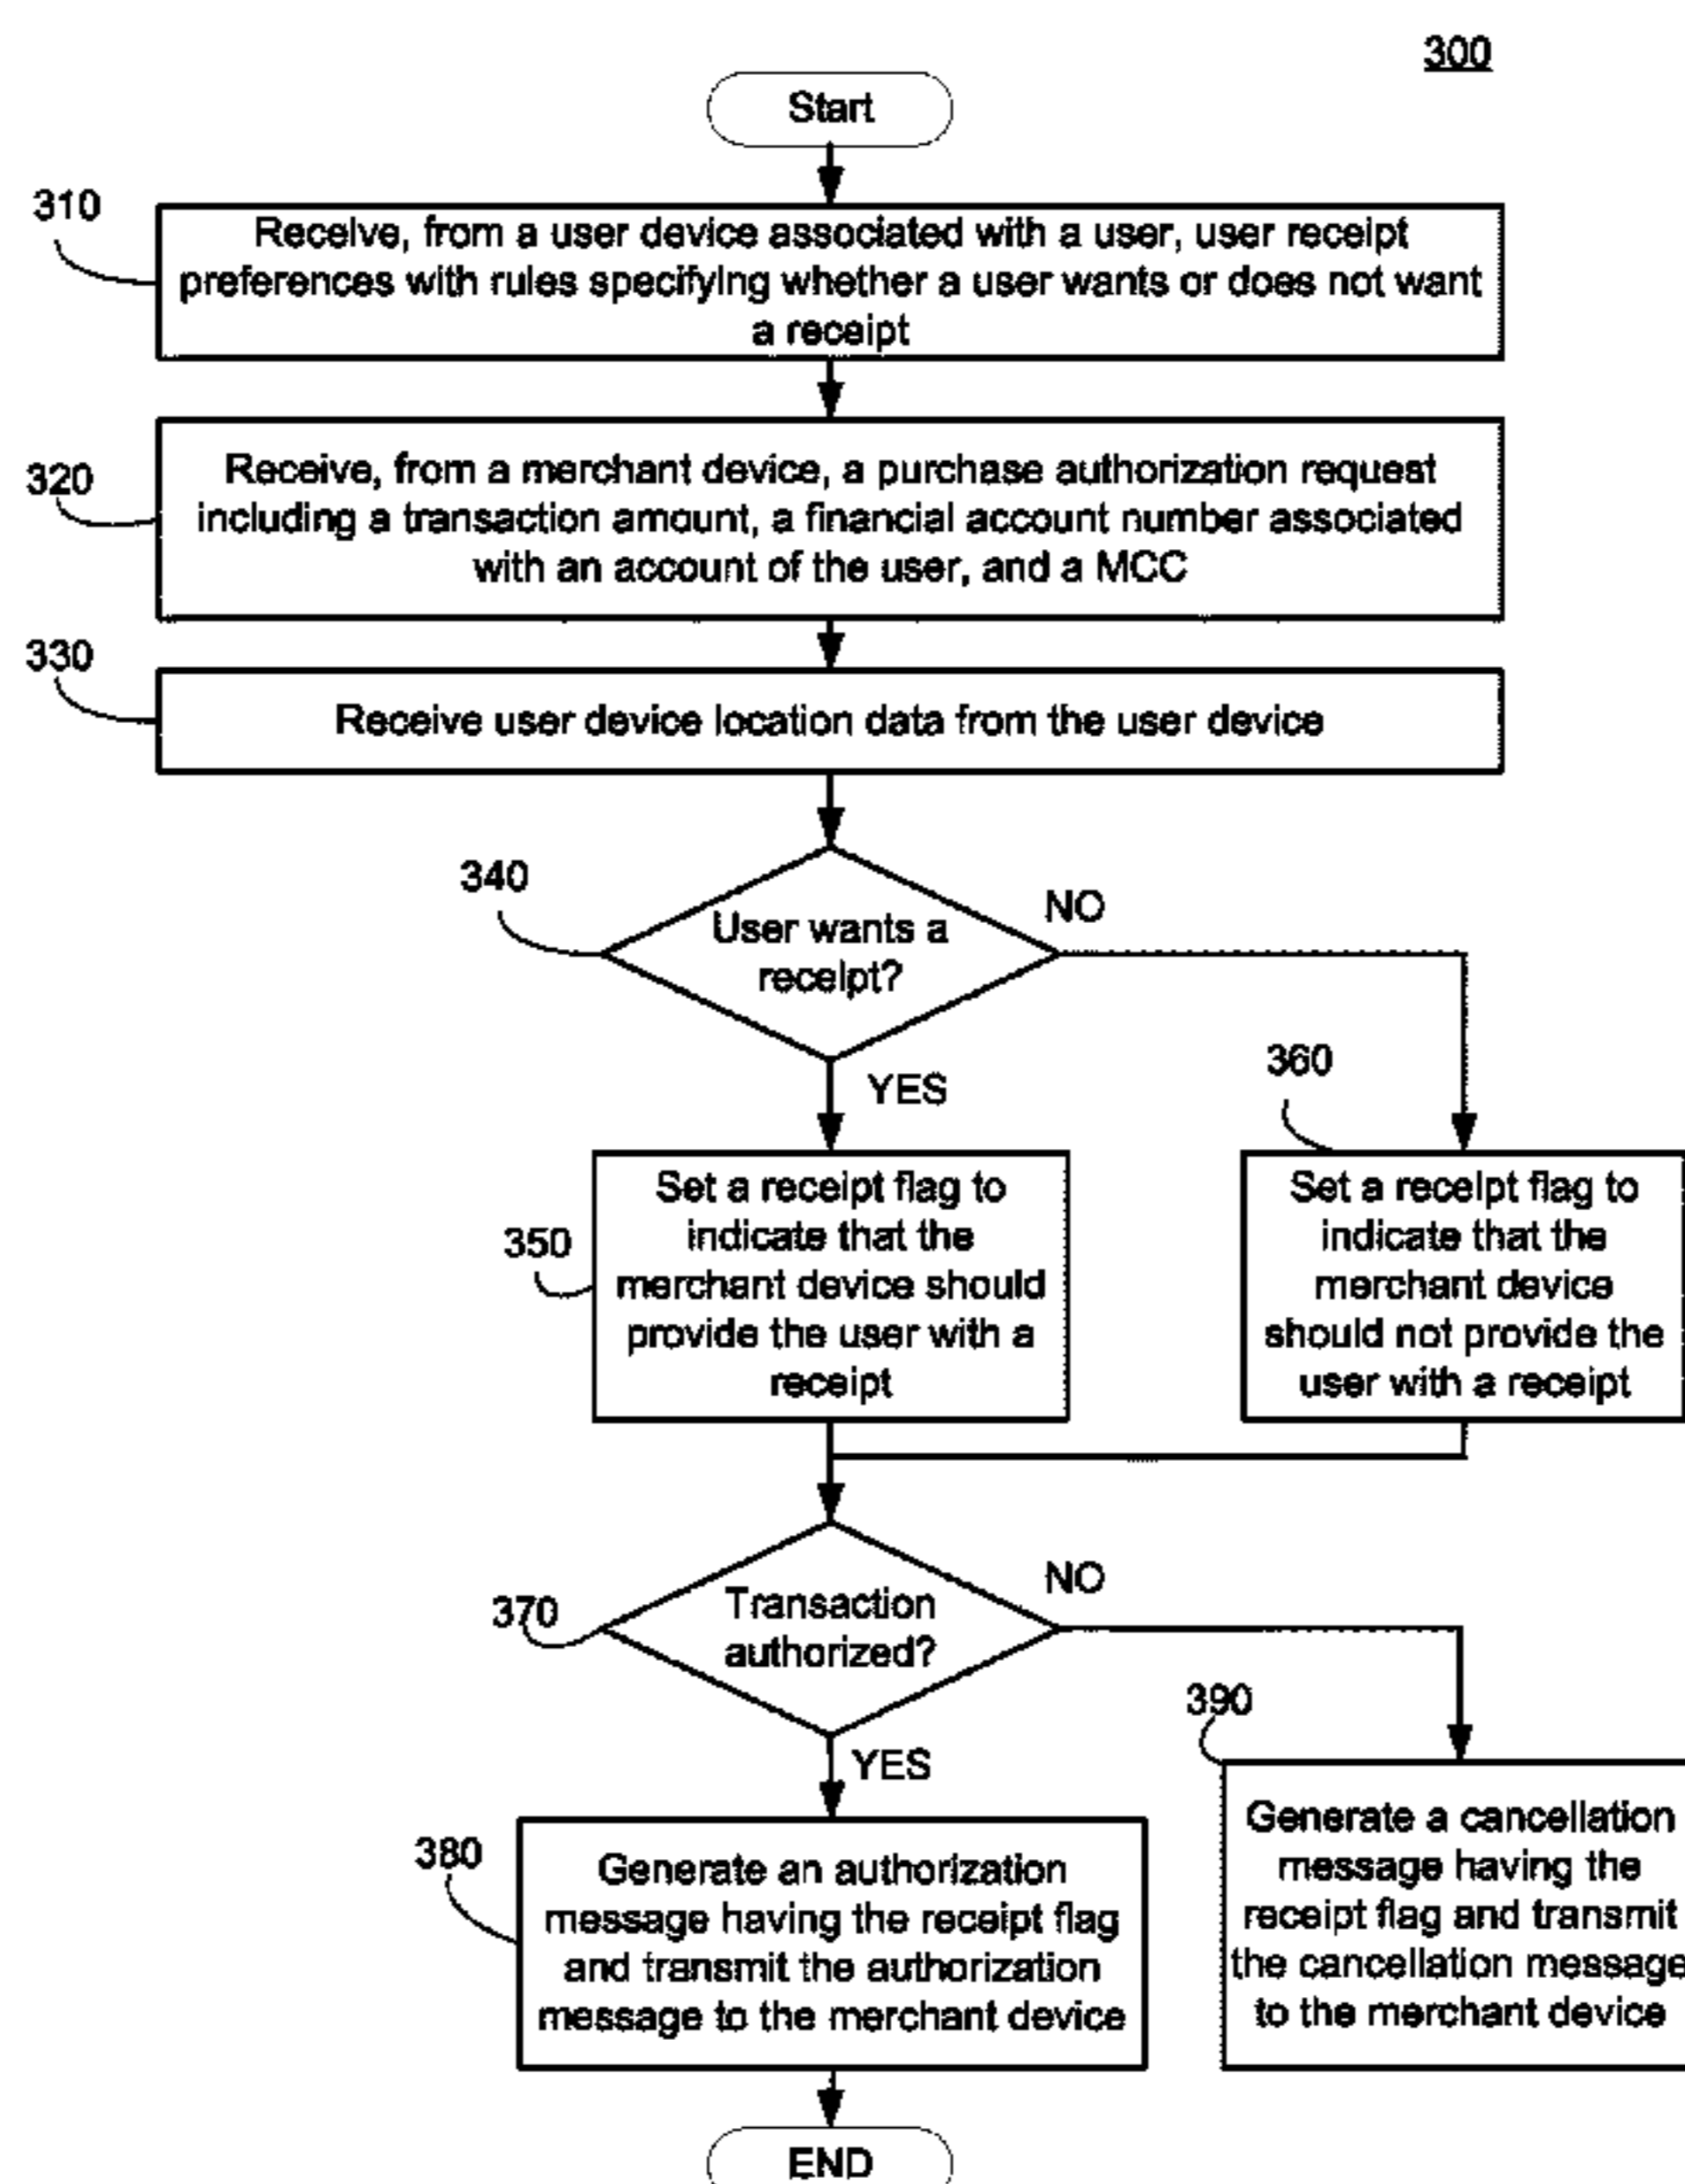 300
Start
310
Receive, from a user device associated with a user, user receipt
preferences with rules specifying whether a user wants or does not want
a receipt
320
Receive, from a merchant device, a purchase authorization request
including a transaction amount, a financial account number associated
with an account of the user, and a MCC
330
Receive user device location data from the user device
340
User wants a
receipt?
NO
YES
350
Set a receipt flag to
indicate that the
merchant device should
provide the user with a
receipt
360
Set a receipt flag to
indicate that the
merchant device
should not provide the
user with a receipt
370
Transaction
authorized?
NO
YES
380
Generate an authorization
message having the receipt flag
and transmit the authorization
message to the merchant device
390
Generate a cancellation
message having the
receipt flag and transmit
the cancellation message
to the merchant device
END